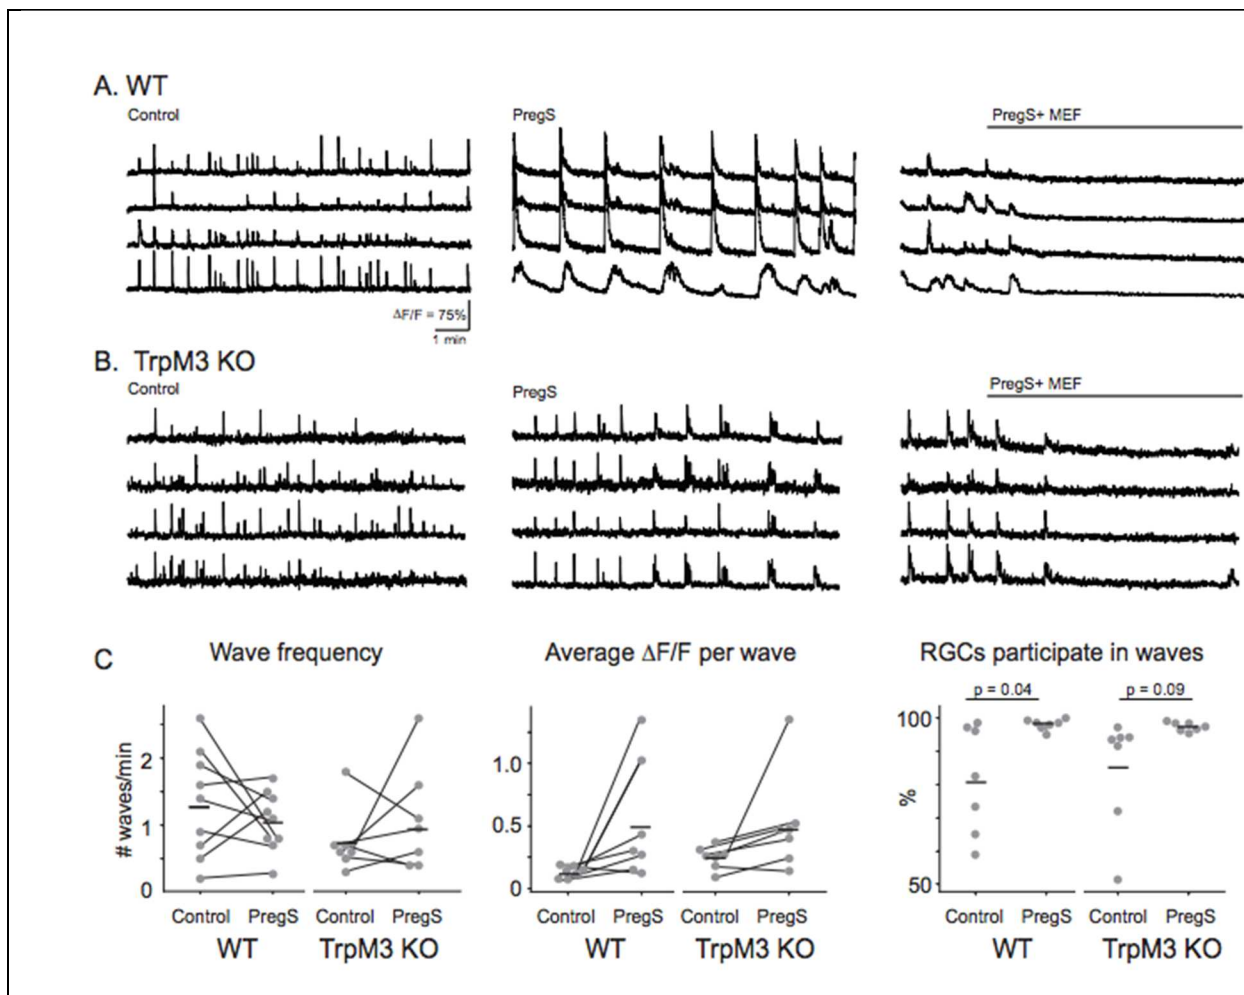 A. WT
Control
PregS
PregS+ MEF
ΔF/F = 75%
1 min
B. TrpM3 KO
Control
PregS
PregS+ MEF
C
Wave frequency
Average ΔF/F per wave
RGCs participate in waves
p = 0.04
p = 0.09
# waves/min
2
1
0
1.0
0.5
0
%
100
50
Control PregS Control PregS
WT TrpM3 KO
Control PregS Control PregS
WT TrpM3 KO
Control PregS Control PregS
WT TrpM3 KO